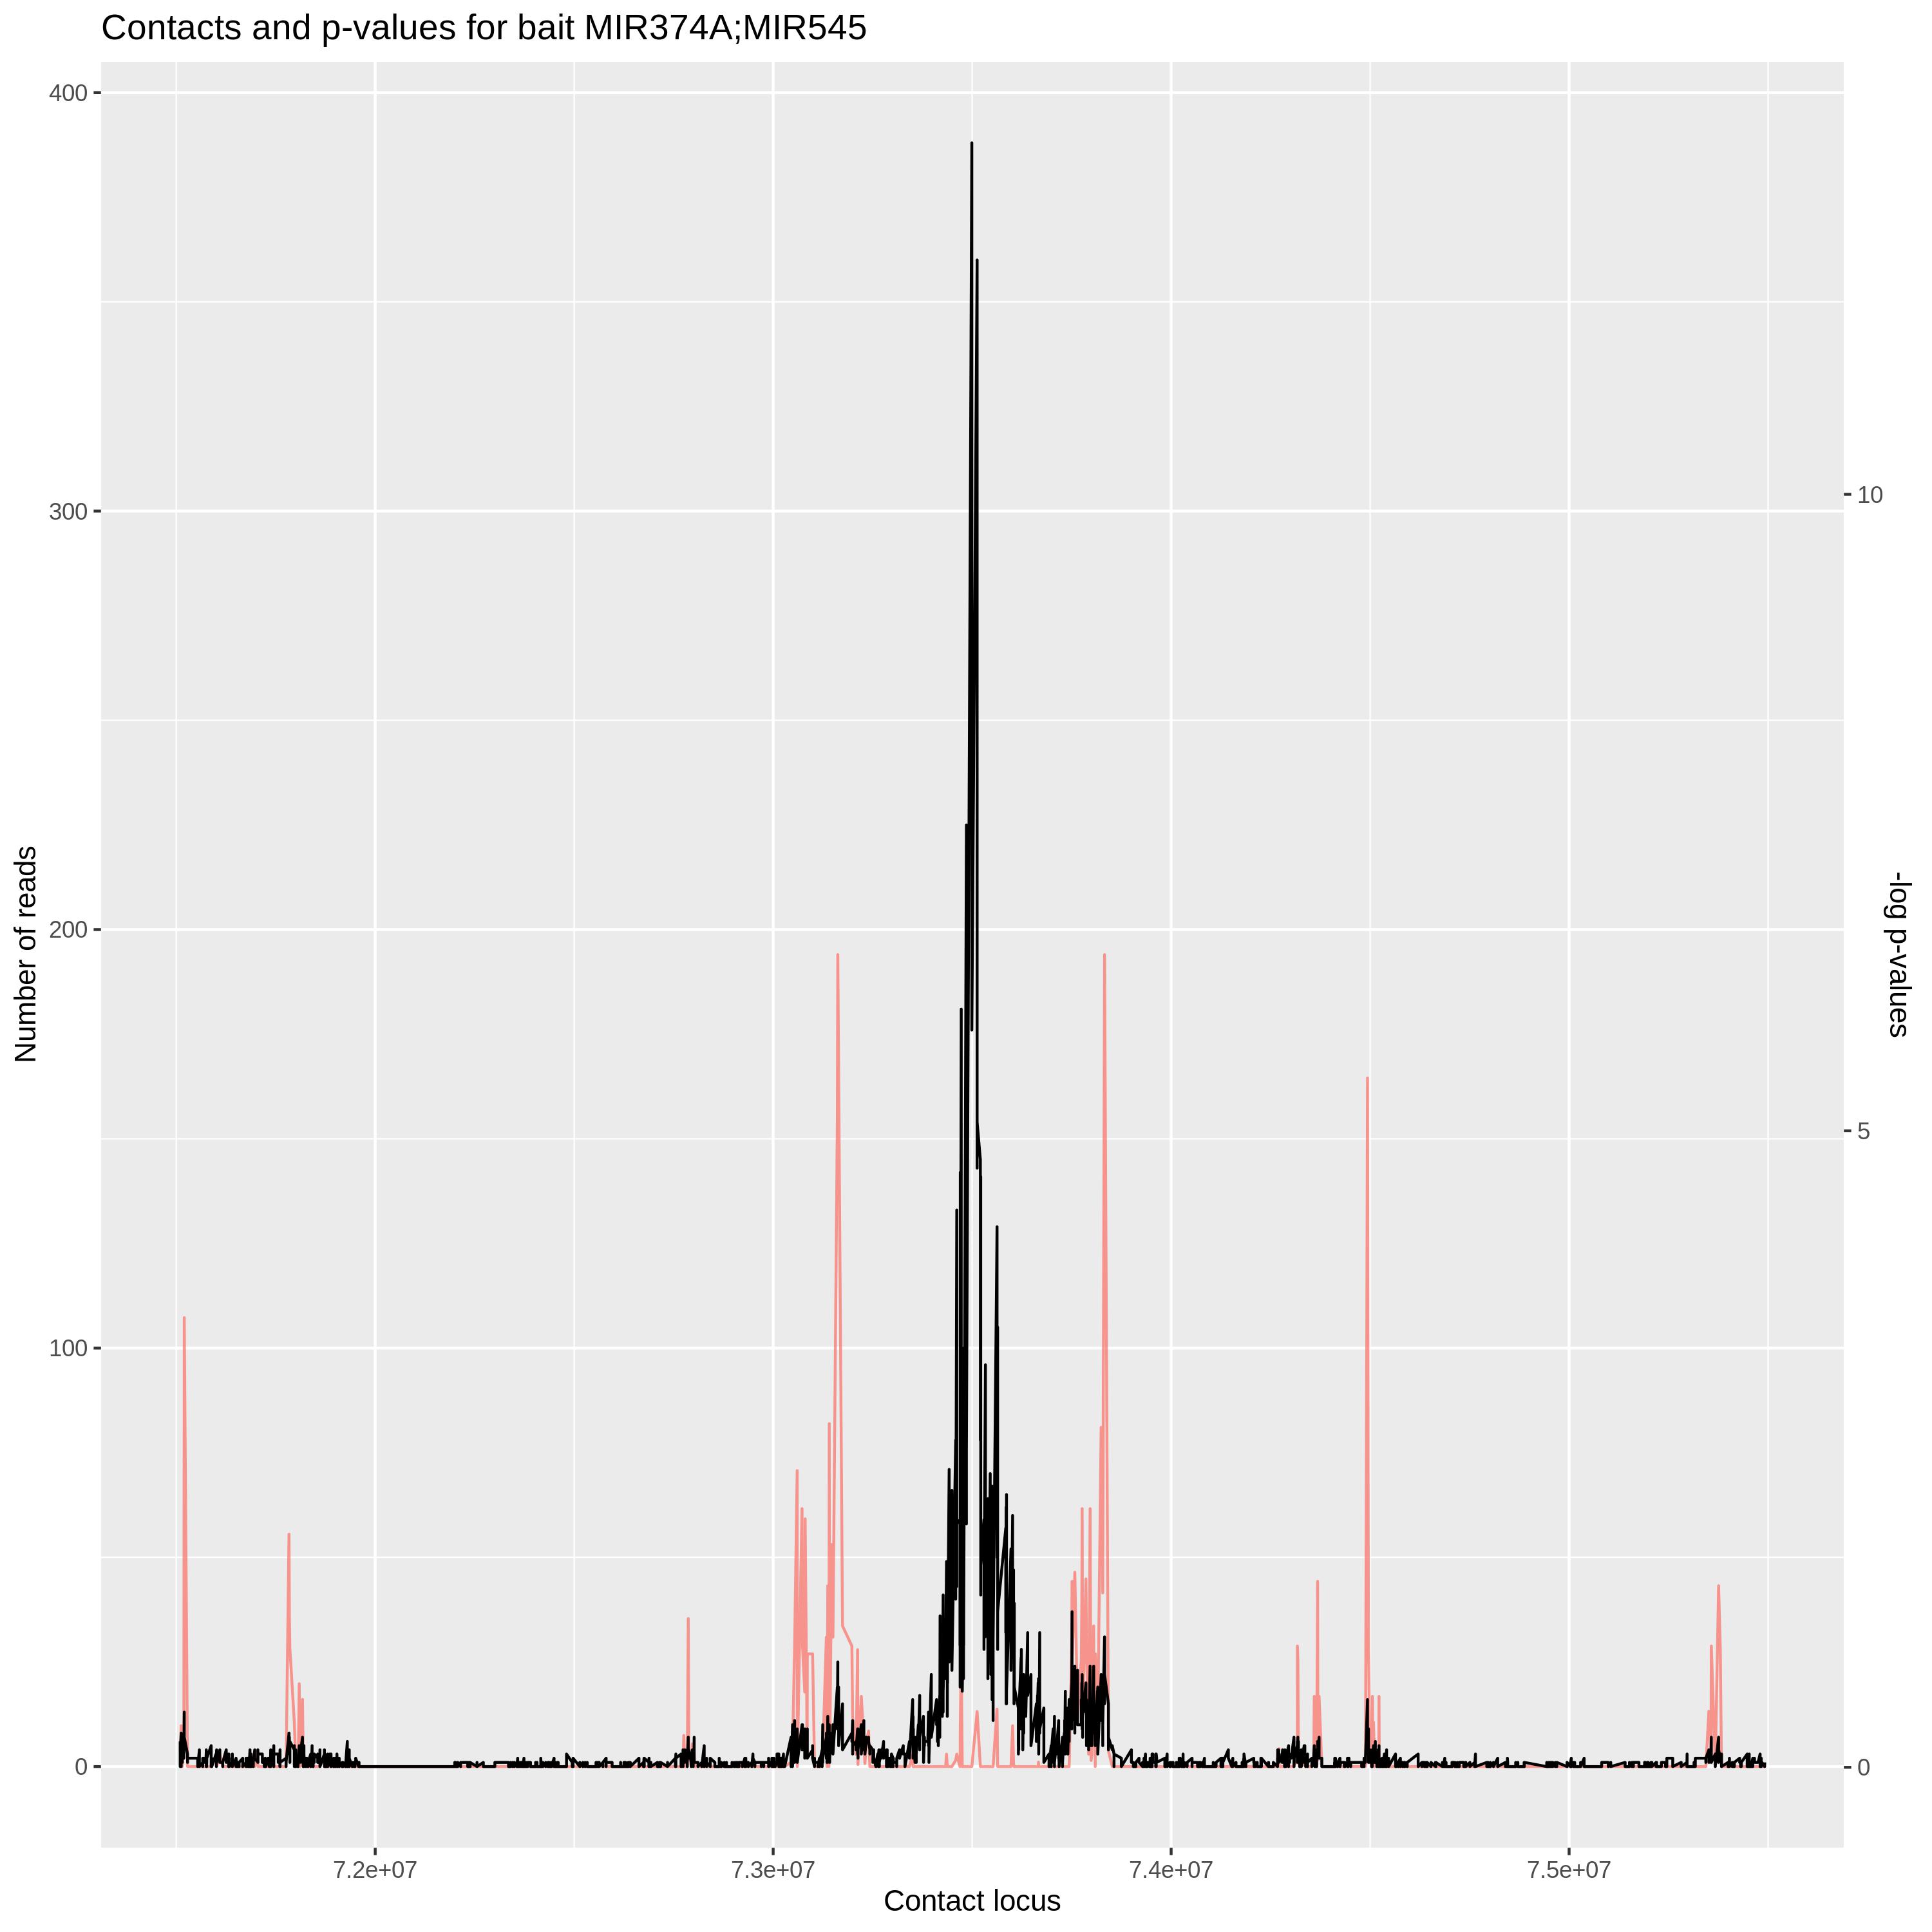 Contacts and p-values for bait MIR374A;MIR545
400
300
200
100
0
Number of reads
10
5
0
-log p-values
7.2e+07
7.3e+07
7.4e+07
7.5e+07
Contact locus